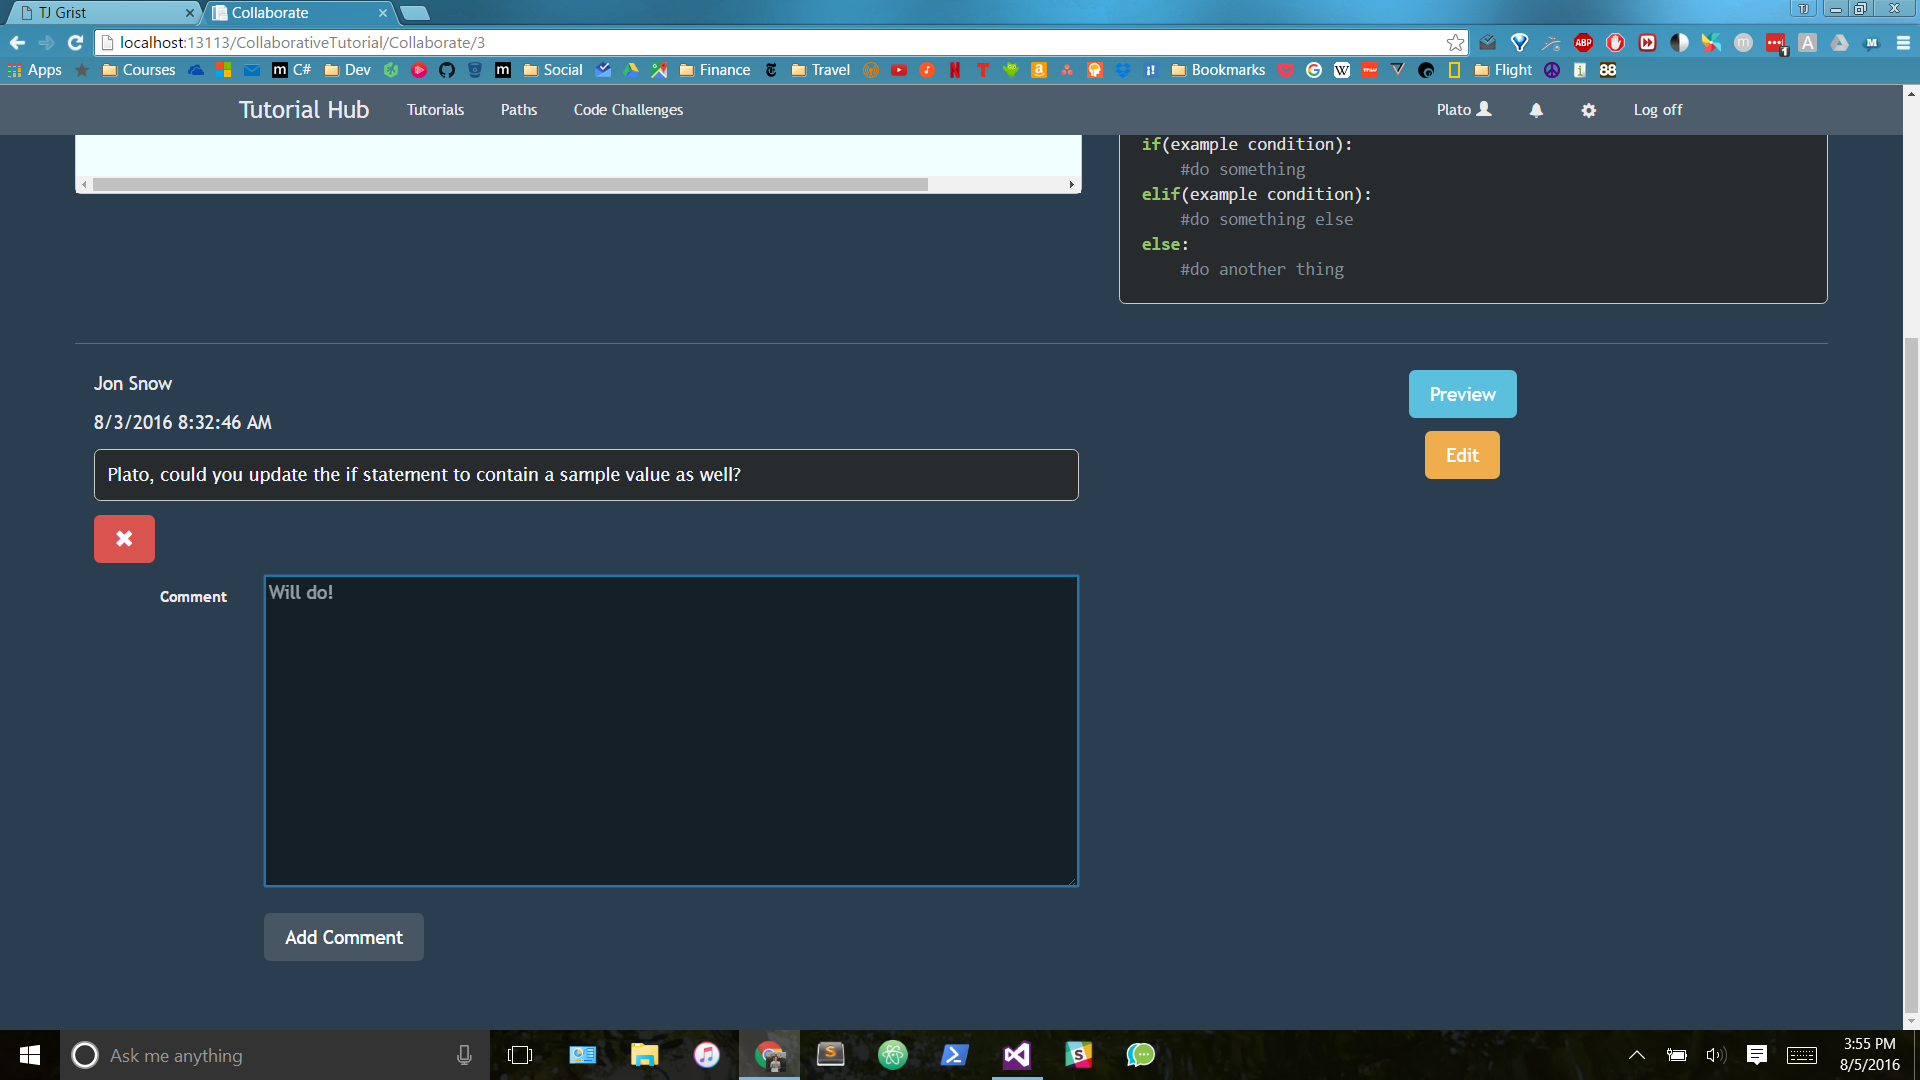 TJ Grist
Collaborate
TJ
localhost:13113/CollaborativeTutorial/Collaborate/3
ABP
1
Apps
Courses
C#
Dev
Social
Finance
Travel
Bookmarks
Flight
88
Tutorial Hub
Tutorials
Paths
Code Challenges
Plato
Log off
if(example condition):
#do something
elif(example condition):
#do something else
else:
#do another thing
Jon Snow
8/3/2016 8:32:46 AM
Plato, could you update the if statement to contain a sample value as well?
Preview
Edit
Comment
Will do!
Add Comment
Ask me anything
3:55 PM
8/5/2016